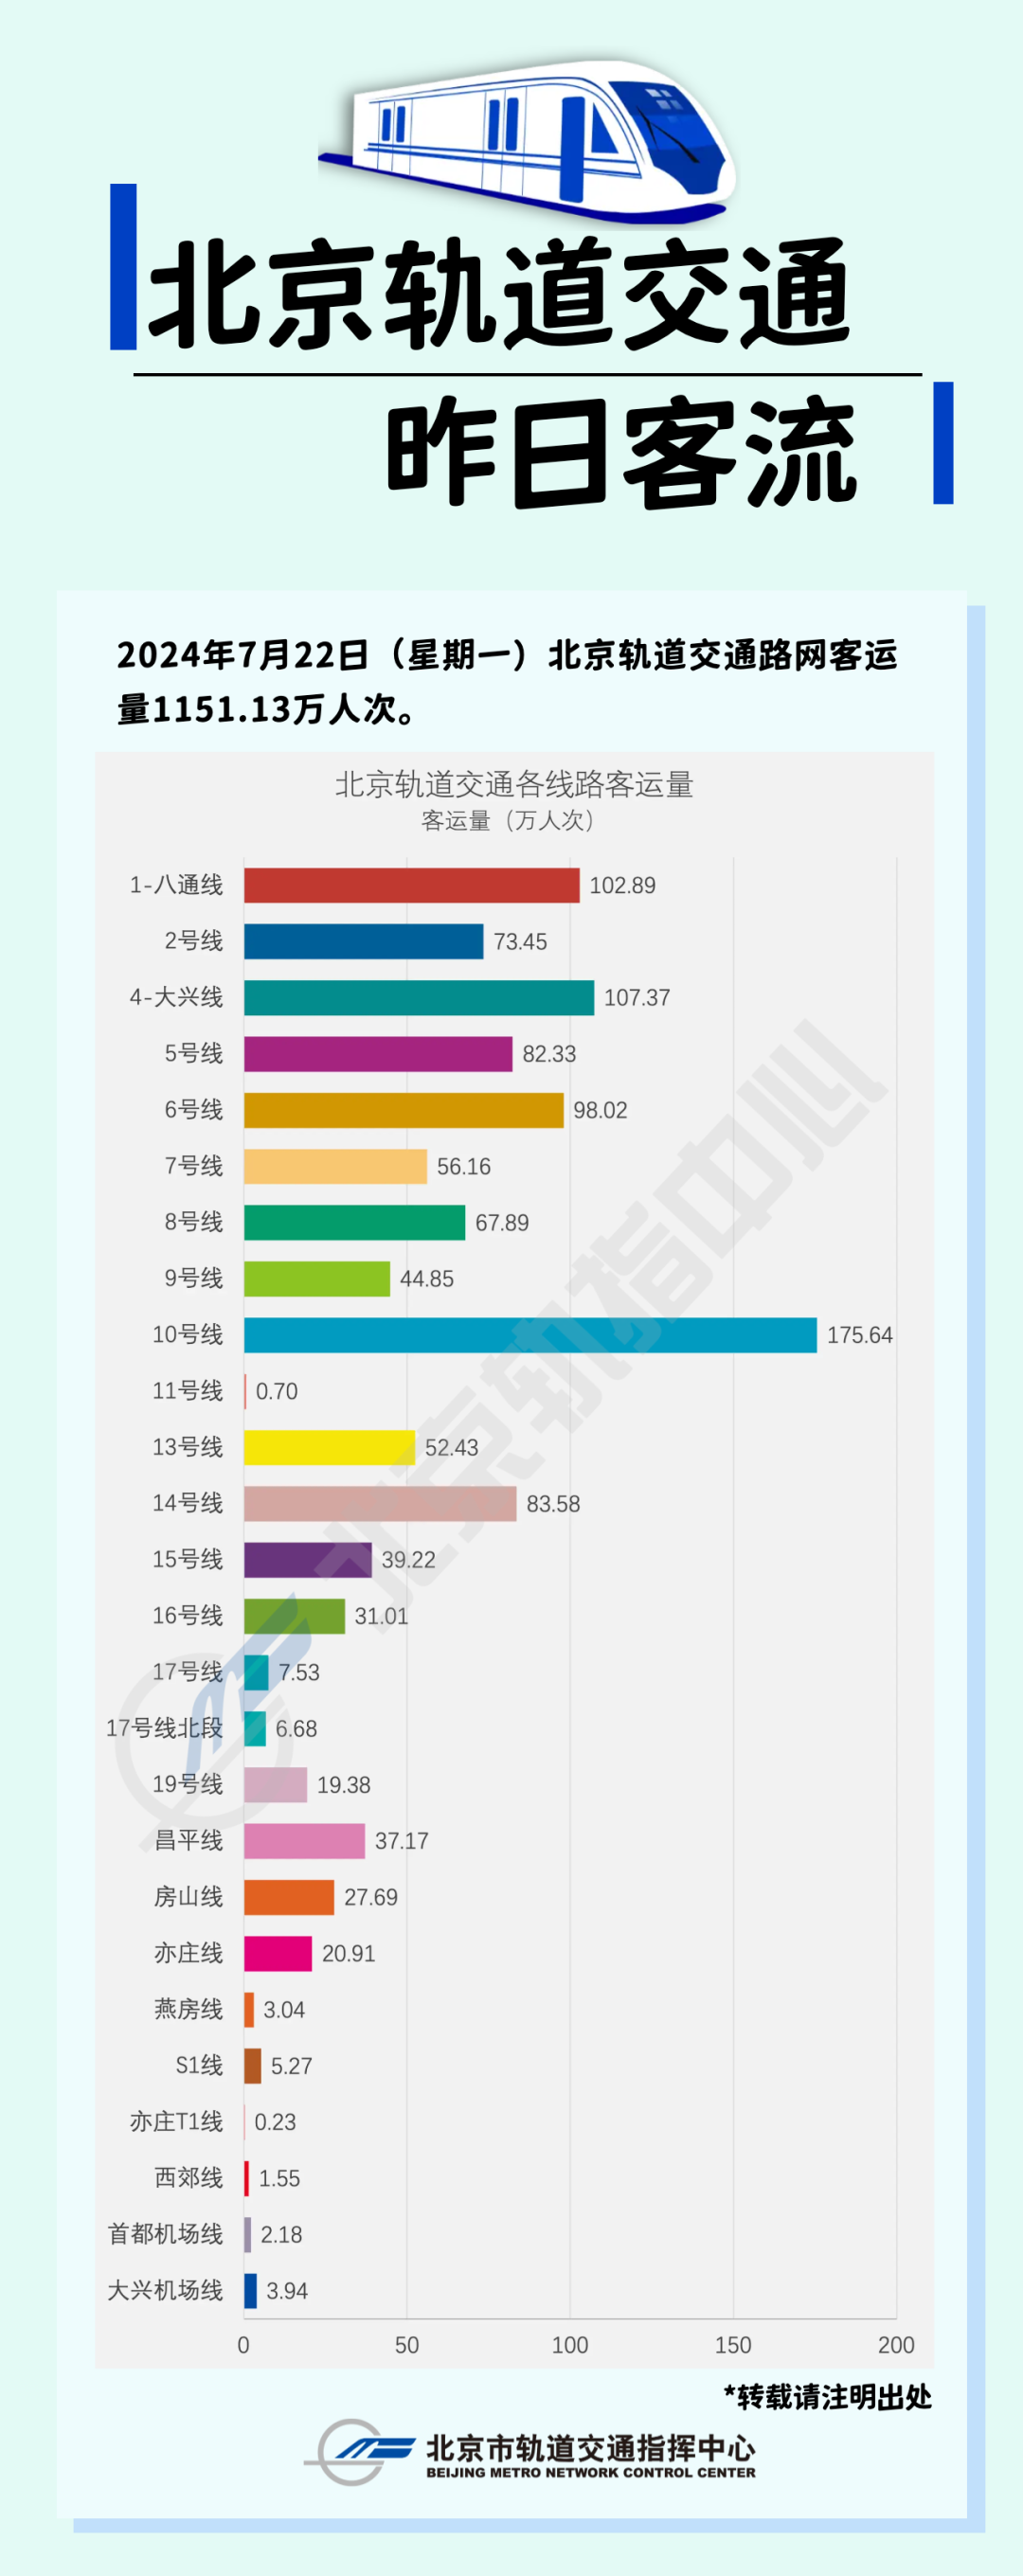 北京轨道交通
昨日客流
2024年7月22日（星期一）北京轨道交通路网客运
量1151.13万人次。
北京轨道交通各线路客运量
客运量（万人次）
1-八通线 102.89
2号线 73.45
4-大兴线 107.37
5号线 82.33
6号线 98.02
7号线 56.16
8号线 67.89
9号线 44.85
10号线 175.64
11号线 0.70
13号线 52.43
14号线 83.58
15号线 39.22
16号线 31.01
17号线 7.53
17号线北段 6.68
19号线 19.38
昌平线 37.17
房山线 27.69
亦庄线 20.91
燕房线 3.04
S1线 5.27
亦庄T1线 0.23
西郊线 1.55
首都机场线 2.18
大兴机场线 3.94
0 50 100 150 200
北京轨指中心
*转载请注明出处
北京市轨道交通指挥中心
BEIJING METRO NETWORK CONTROL CENTER